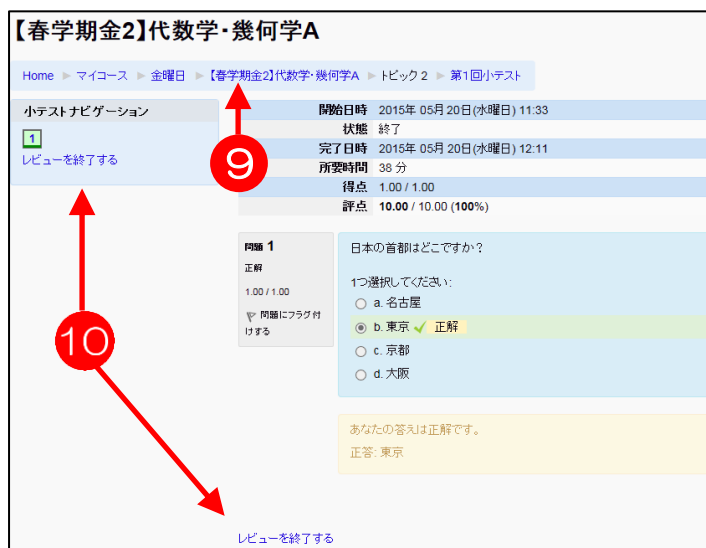 【春学期金2】代数学・幾何学A
Home ▶ マイコース ▶ 金曜日 ▶ 【春学期金2】代数学・幾何学A ▶ トピック 2 ▶ 第1回小テスト
小テストナビゲーション
1
レビューを終了する
開始日時 2015年 05月 20日(水曜日) 11:33
状態 終了
完了日時 2015年 05月 20日(水曜日) 12:11
所要時間 38 分
得点 1.00 / 1.00
評点 10.00 / 10.00 (100%)
9
10
問題 1
正解
1.00 / 1.00
問題にフラグ付
けする
日本の首都はどこですか?
1つ選択してください:
a. 名古屋
b. 東京 正解
c. 京都
d. 大阪
あなたの答えは正解です。
正答: 東京
レビューを終了する